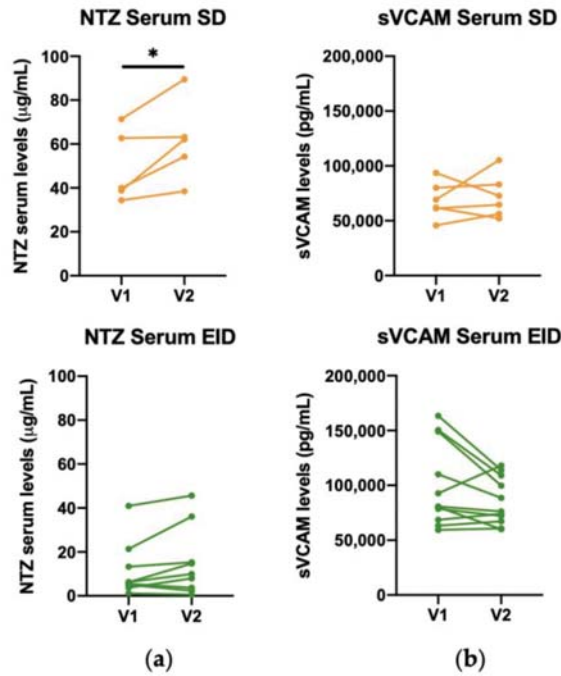 NTZ Serum SD
NTZ serum levels (μg/mL)
100
80
60
40
20
0
*
V1 V2
sVCAM Serum SD
sVCAM levels (pg/mL)
200,000
150,000
100,000
50,000
0
V1 V2
NTZ Serum EID
NTZ serum levels (μg/mL)
100
80
60
40
20
0
V1 V2
sVCAM Serum EID
sVCAM levels (pg/mL)
200,000
150,000
100,000
50,000
0
V1 V2
(a) (b)